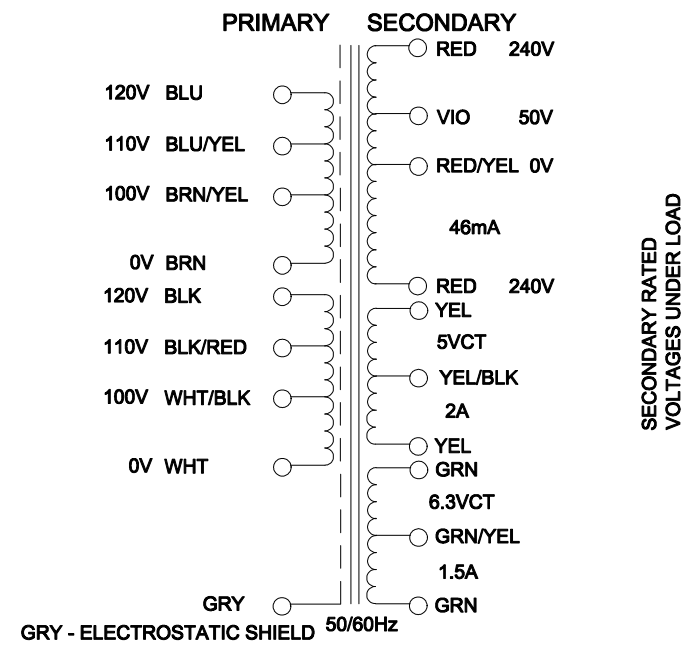 PRIMARY SECONDARY
RED 240V
120V BLU
VIO 50V
110V BLU/YEL
RED/YEL 0V
100V BRN/YEL
46mA
0V BRN
RED 240V
120V BLK
YEL
5VCT
110V BLK/RED
YEL/BLK
100V WHT/BLK
2A
YEL
0V WHT
GRN
6.3VCT
GRN/YEL
1.5A
GRY
GRN
GRY - ELECTROSTATIC SHIELD
50/60Hz
SECONDARY RATED
VOLTAGES UNDER LOAD